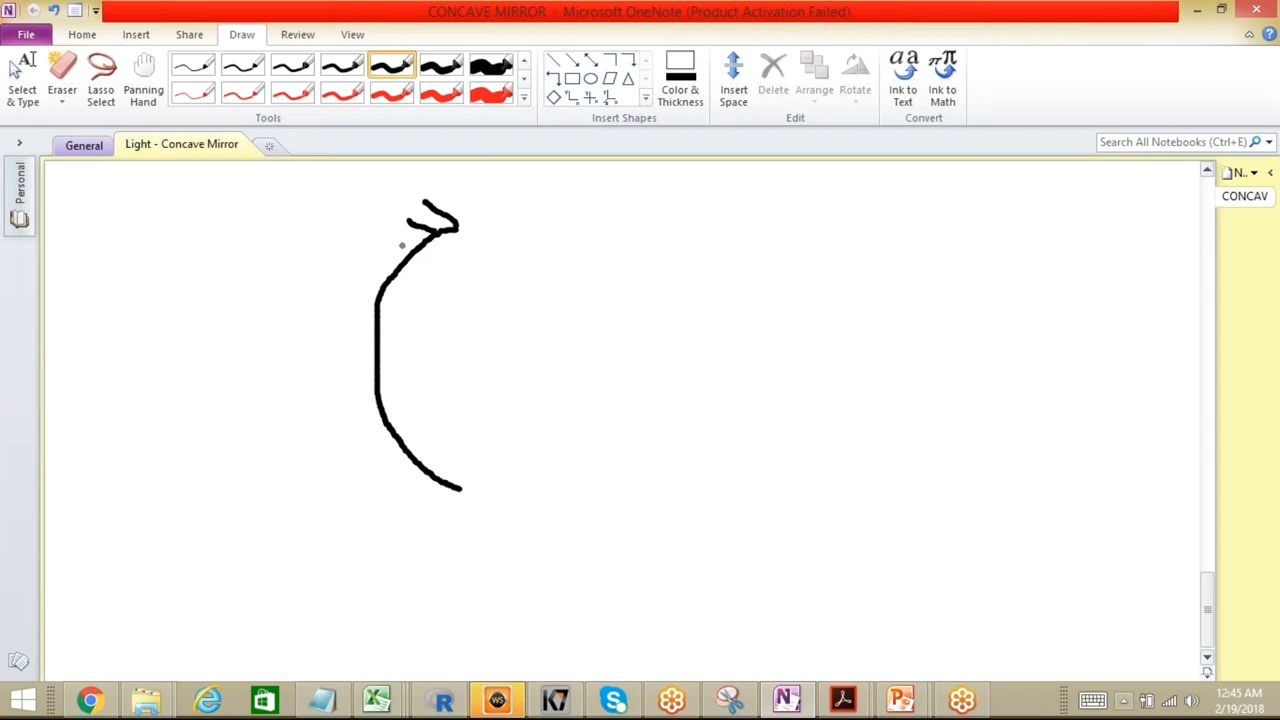 CONCAVE MIRROR - Microsoft OneNote (Product Activation Failed)
File Home Insert Share Draw Review View
Select & Type
Eraser
Lasso Select
Panning Hand
Color & Thickness
Insert Space
Delete
Arrange
Rotate
Ink to Text
Ink to Math
Tools
Insert Shapes
Edit
Convert
General
Light - Concave Mirror
Search All Notebooks (Ctrl+E)
Personal
N..
CONCAV
12:45 AM
2/19/2018